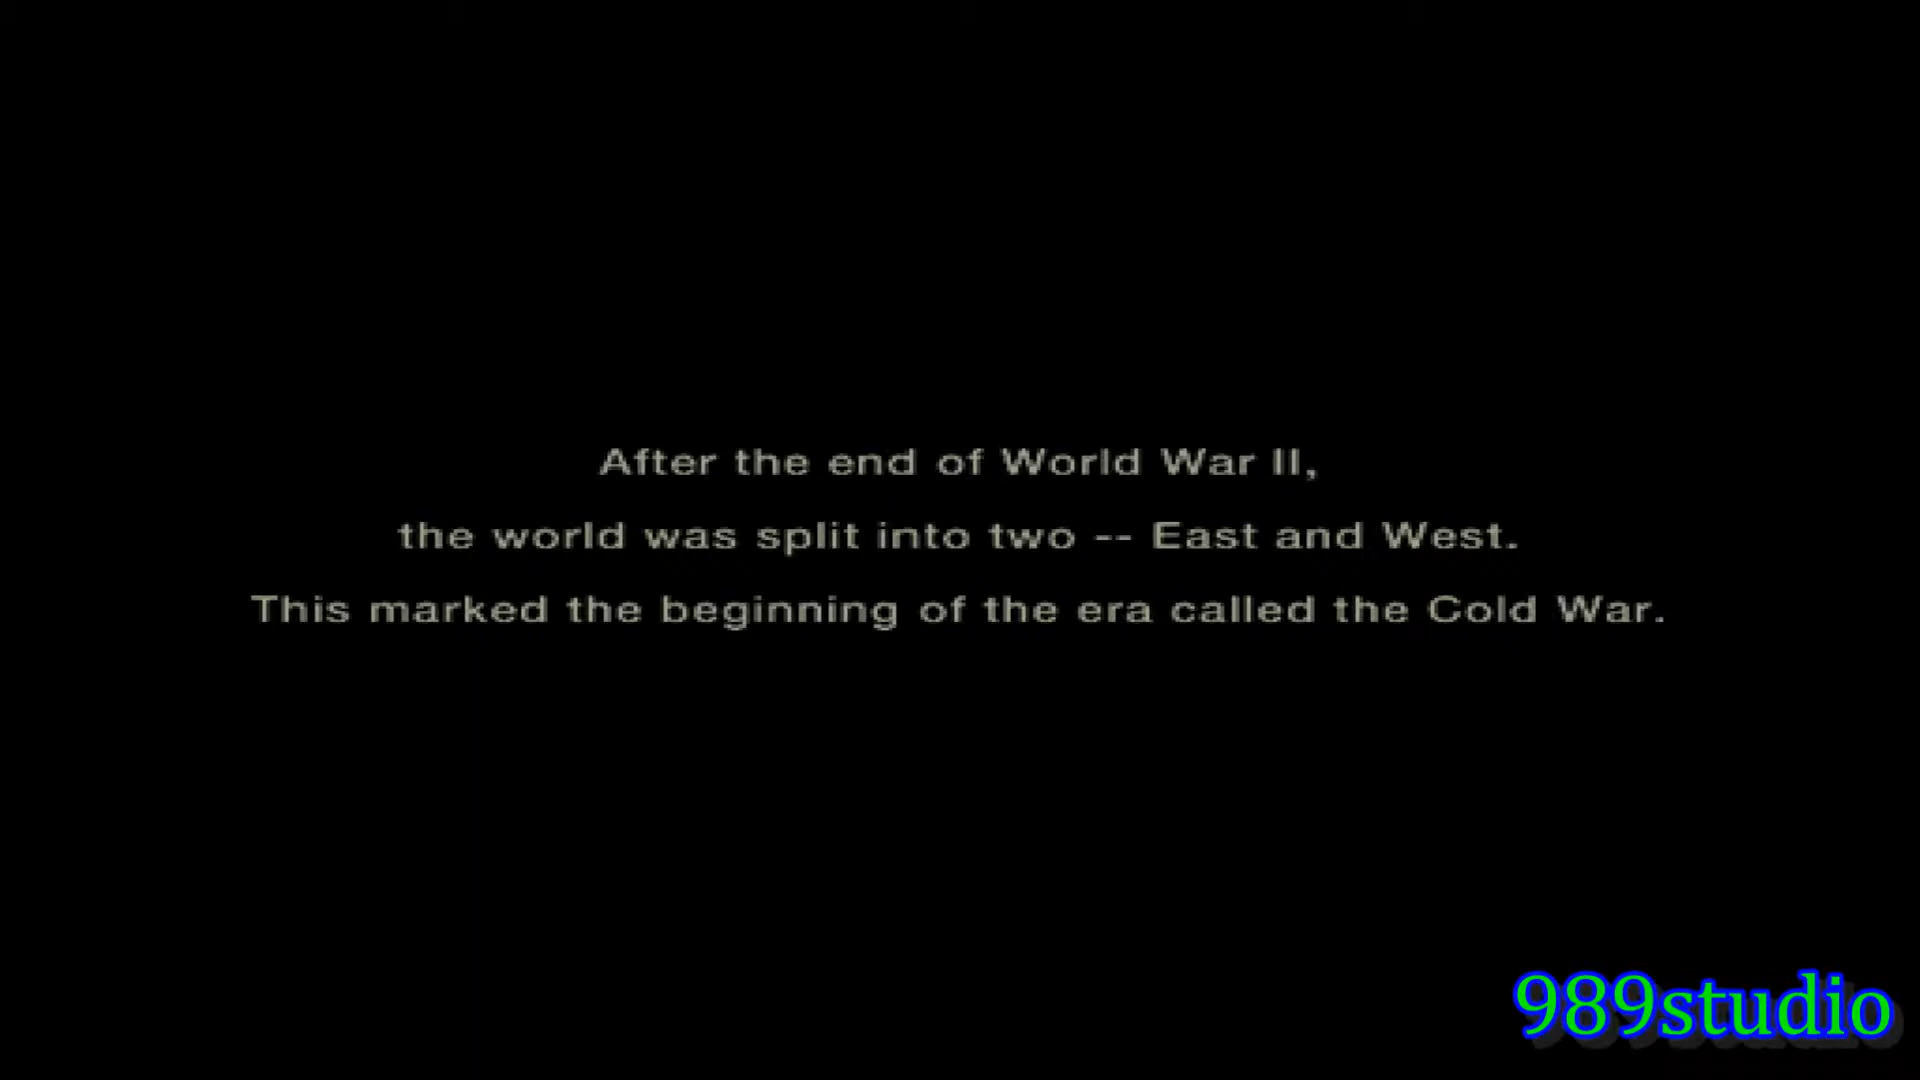 After the end of World War II,
the world was split into two -- East and West.
This marked the beginning of the era called the Cold War.
989studio